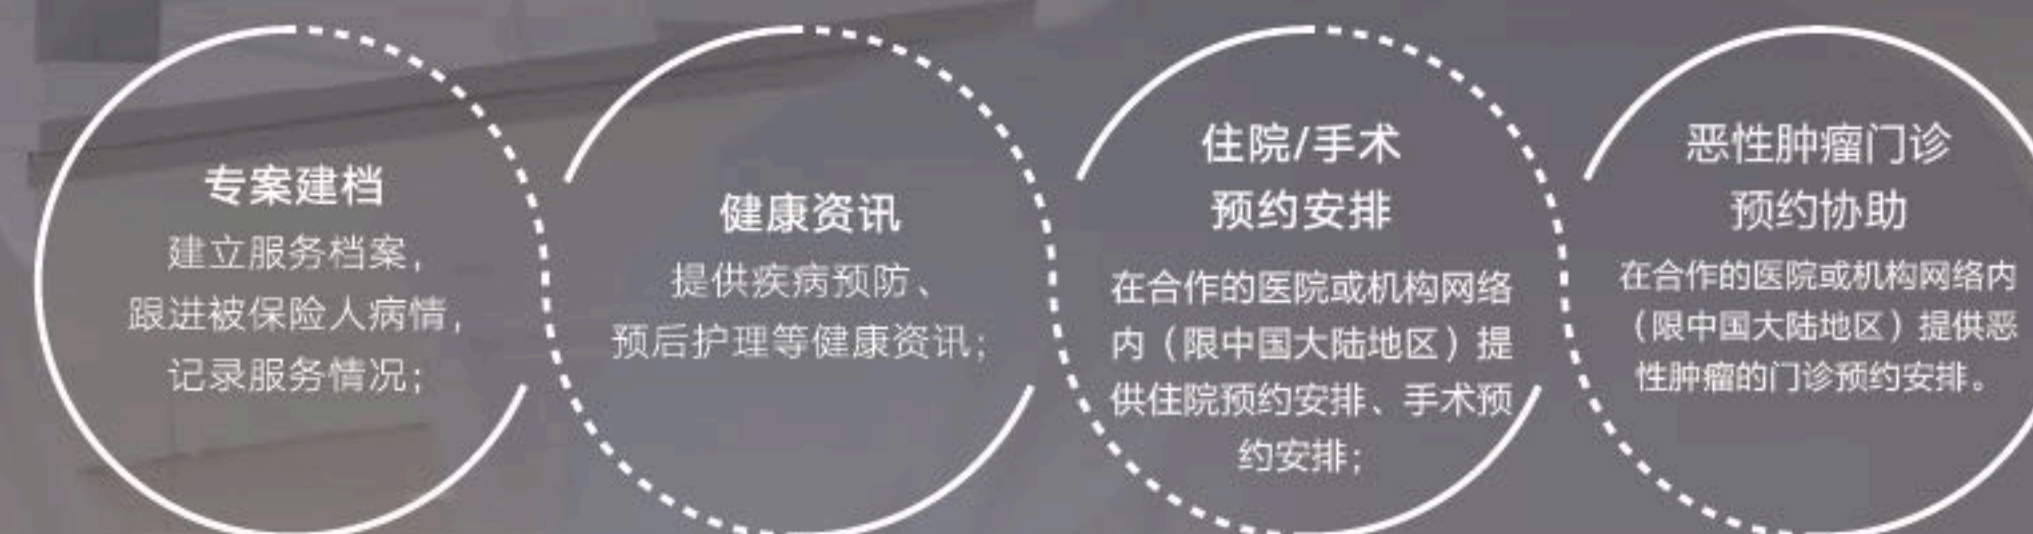 专案建档
建立服务档案，
跟进被保险人病情，
记录服务情况；
健康资讯
提供疾病预防、
预后护理等健康资讯；
住院/手术
预约安排
在合作的医院或机构网络
内（限中国大陆地区）提
供住院预约安排、手术预
约安排；
恶性肿瘤门诊
预约协助
在合作的医院或机构网络内
（限中国大陆地区）提供恶
性肿瘤的门诊预约安排。